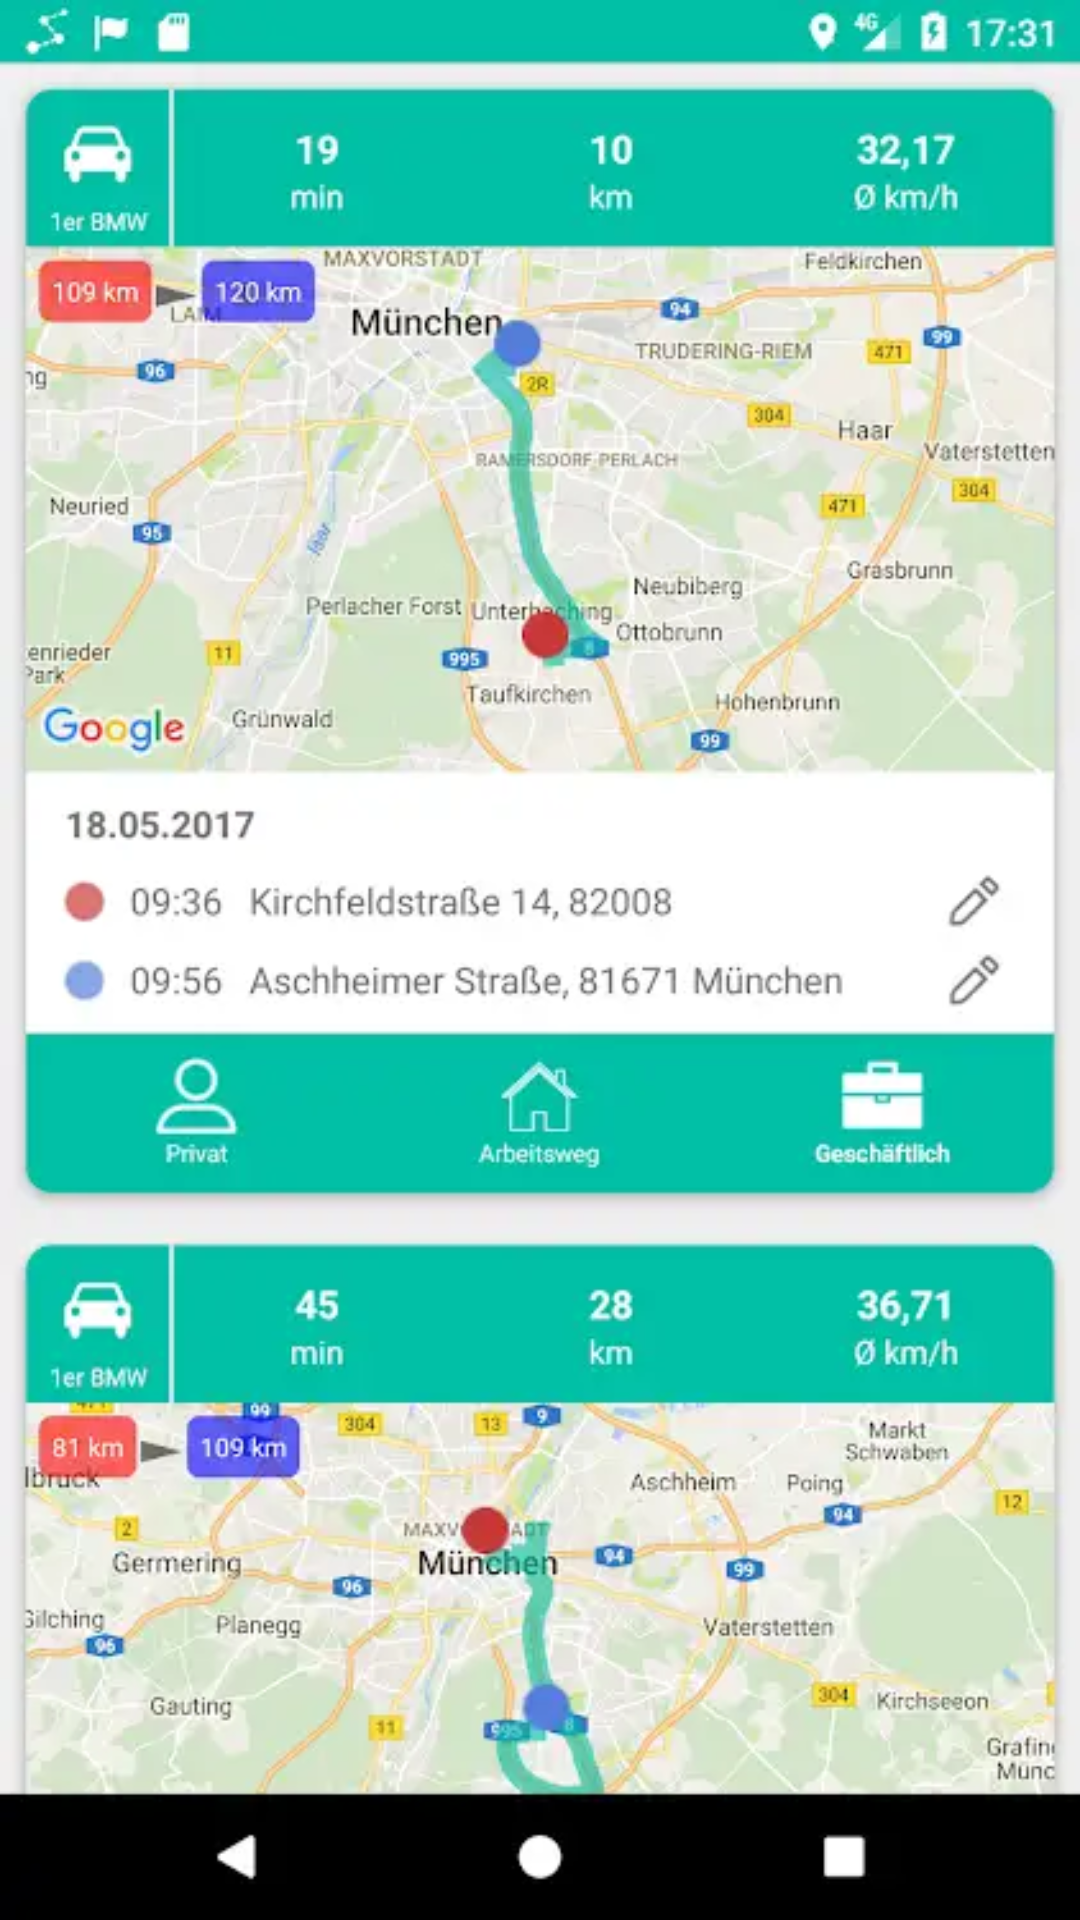 4G 17:31
19 10 32,17
1er BMW min km Ø km/h
109 km 120 km
MAXVORSTADT Feldkirchen
München 94 99
96 TRUDERING-RIEM 471
ng 2R 304
Haar
RAMERSDORF-PERLACH Vaterstetten
Neuried 471 304
95 Isar
Grasbrunn
Neubiberg
Perlacher Forst Unterhaching
Ottobrunn
enrieder 11 995 8
Park
Taufkirchen Hohenbrunn
Google Grünwald
99
18.05.2017
09:36 Kirchfeldstraße 14, 82008
09:56 Aschheimer Straße, 81671 München
Privat Arbeitsweg Geschäftlich
45 28 36,71
1er BMW min km Ø km/h
471 99 304 13 9
81 km 109 km
Markt
Schwaben
lbruck Aschheim Poing
2 94 12
München
Germering 94 99
96
Gilching Planegg Vaterstetten
96
Gauting 304 Kirchseeon
11 995 8
Grafin
Münc